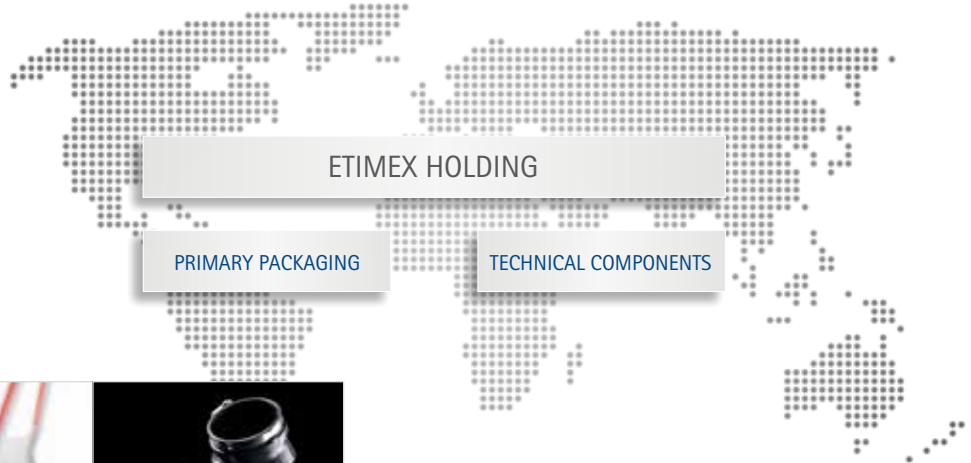 ETIMEX HOLDING
PRIMARY PACKAGING
TECHNICAL COMPONENTS